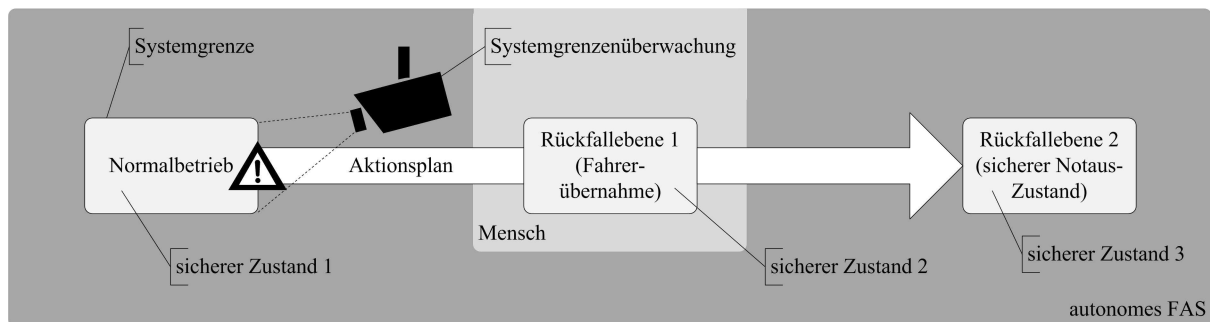 Systemgrenze
Systemgrenzenüberwachung
Normalbetrieb
!
Aktionsplan
Rückfallebene 1
(Fahrer-
übernahme)
Rückfallebene 2
(sicherer Notaus-
Zustand)
Mensch
sicherer Zustand 1
sicherer Zustand 2
sicherer Zustand 3
autonomes FAS